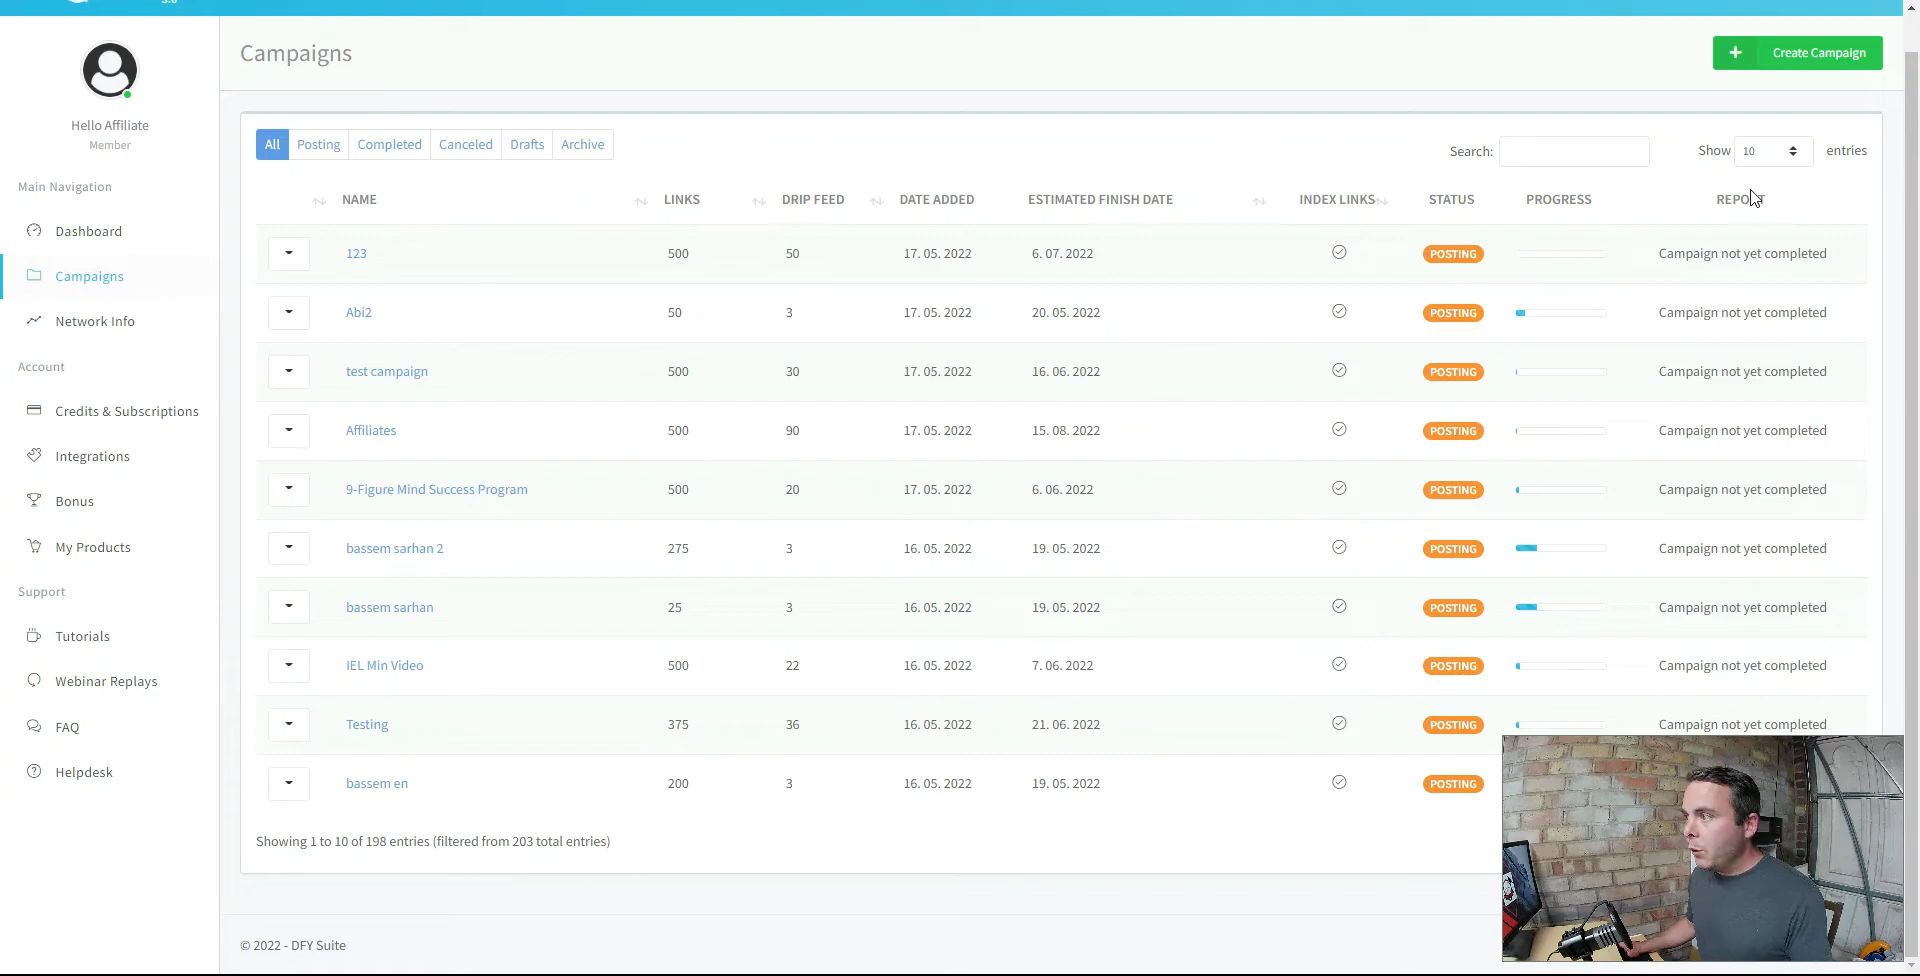 3.0
Hello Affiliate
Member
Main Navigation
Dashboard
Campaigns
Network Info
Account
Credits & Subscriptions
Integrations
Bonus
My Products
Support
Tutorials
Webinar Replays
FAQ
Helpdesk
Campaigns
+ Create Campaign
All Posting Completed Canceled Drafts Archive
Search: Show 10 entries
NAME LINKS DRIP FEED DATE ADDED ESTIMATED FINISH DATE INDEX LINKS STATUS PROGRESS REPORT
123 500 50 17. 05. 2022 6. 07. 2022 POSTING Campaign not yet completed
Abi2 50 3 17. 05. 2022 20. 05. 2022 POSTING Campaign not yet completed
test campaign 500 30 17. 05. 2022 16. 06. 2022 POSTING Campaign not yet completed
Affiliates 500 90 17. 05. 2022 15. 08. 2022 POSTING Campaign not yet completed
9-Figure Mind Success Program 500 20 17. 05. 2022 6. 06. 2022 POSTING Campaign not yet completed
bassem sarhan 2 275 3 16. 05. 2022 19. 05. 2022 POSTING Campaign not yet completed
bassem sarhan 25 3 16. 05. 2022 19. 05. 2022 POSTING Campaign not yet completed
IEL Min Video 500 22 16. 05. 2022 7. 06. 2022 POSTING Campaign not yet completed
Testing 375 36 16. 05. 2022 21. 06. 2022 POSTING Campaign not yet completed
bassem en 200 3 16. 05. 2022 19. 05. 2022 POSTING
Showing 1 to 10 of 198 entries (filtered from 203 total entries)
© 2022 - DFY Suite